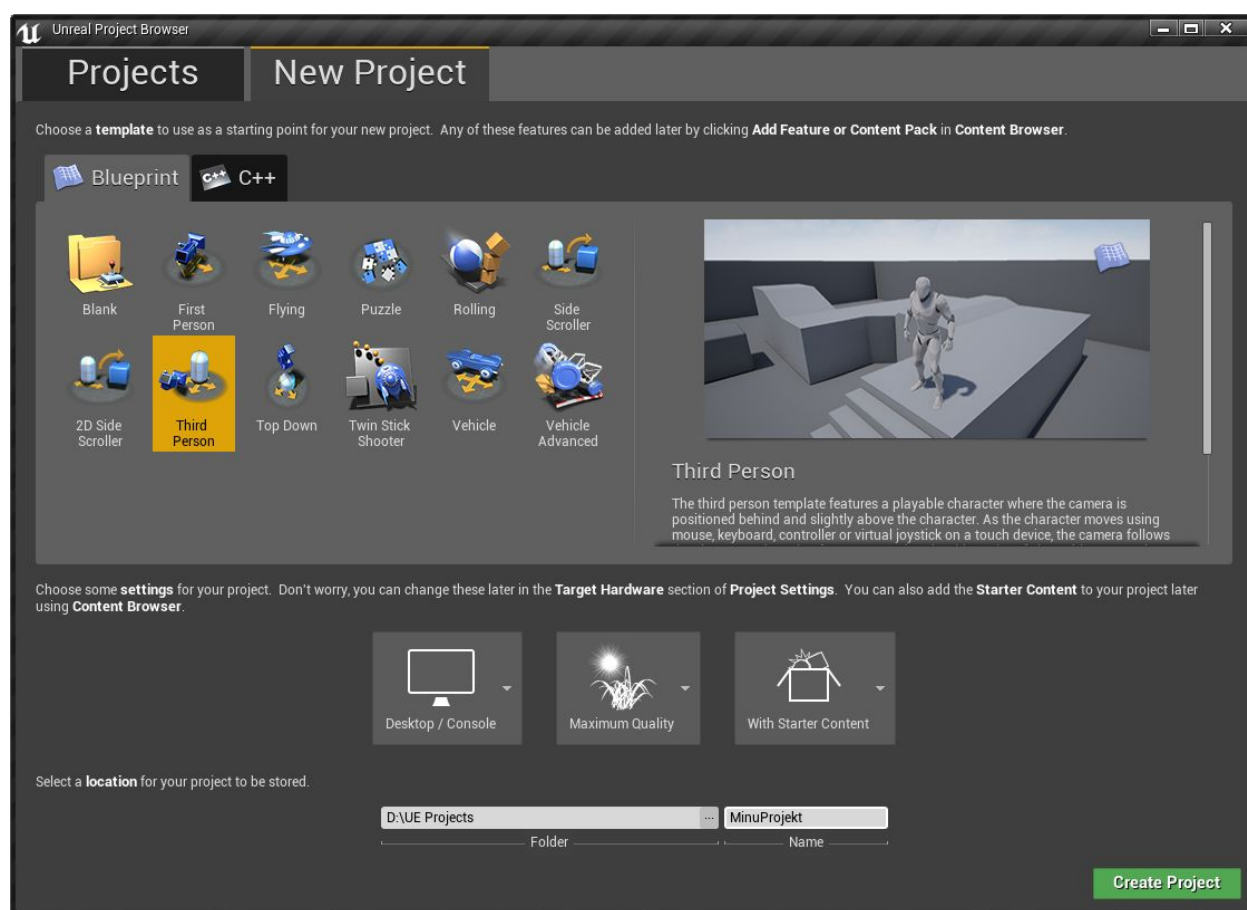 Unreal Project Browser
Projects
New Project
Choose a template to use as a starting point for your new project. Any of these features can be added later by clicking Add Feature or Content Pack in Content Browser.
Blueprint
C++
C++
Blank
First
Person
Flying
Puzzle
Rolling
Side
Scroller
2D Side
Scroller
Third
Person
Top Down
Twin Stick
Shooter
Vehicle
Vehicle
Advanced
Third Person
The third person template features a playable character where the camera is
positioned behind and slightly above the character. As the character moves using
mouse, keyboard, controller or virtual joystick on a touch device, the camera follows
Choose some settings for your project. Don't worry, you can change these later in the Target Hardware section of Project Settings. You can also add the Starter Content to your project later
using Content Browser.
Desktop / Console
Maximum Quality
With Starter Content
Select a location for your project to be stored.
D:\UE Projects
...
MinuProjekt
Folder
Name
Create Project